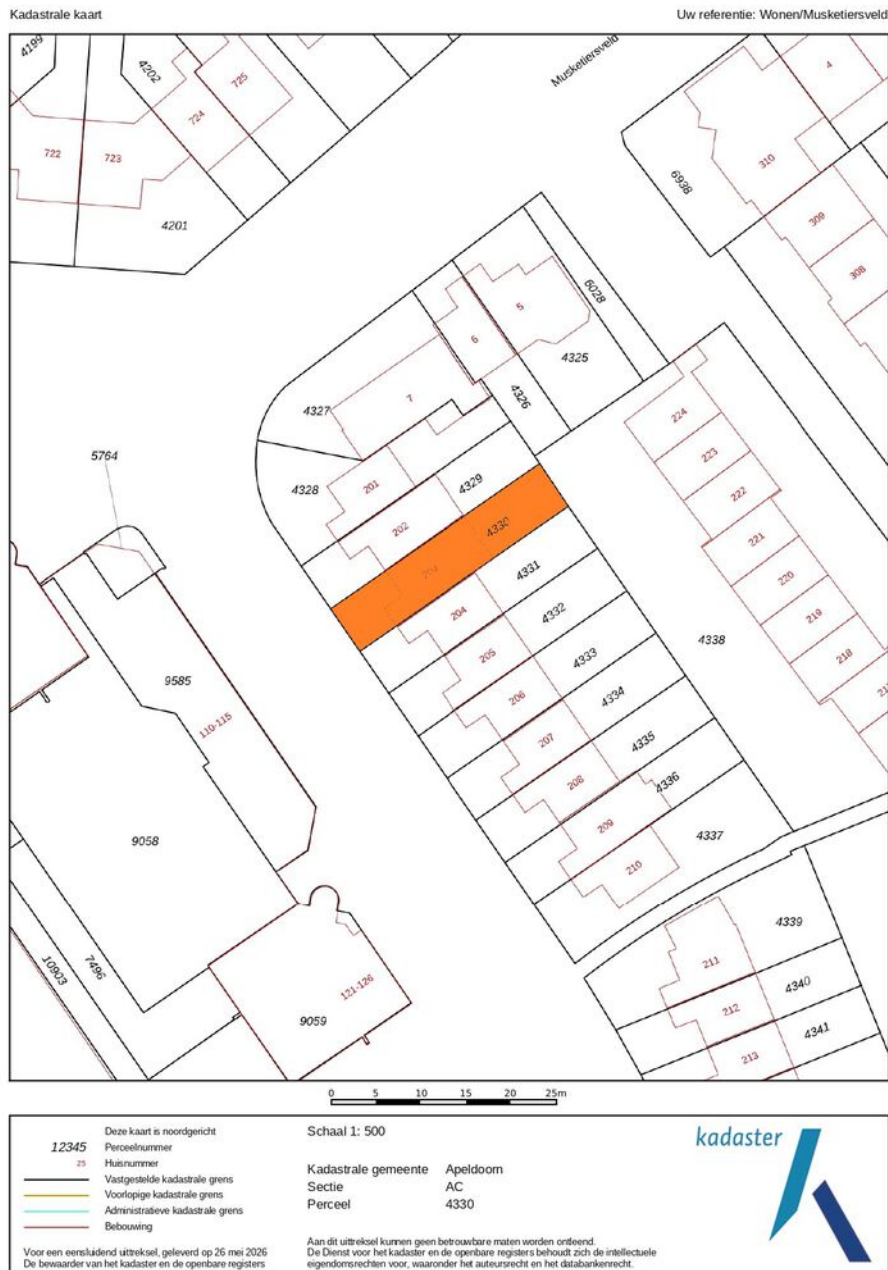 Kadastrale kaart
Uw referentie: Wonen/Musketiersveld
4199
4202
725
724
722
723
4201
Musketiersveld
4
310
6938
309
308
5
6
6028
4325
4326
7
4327
224
223
222
221
220
219
218
5764
4328
201
4329
202
4330
4331
204
4332
205
4333
206
4334
207
4335
208
4336
209
4337
210
4338
9585
110-115
9058
7496
10903
9059
121-126
4339
211
4340
212
4341
213
0 5 10 15 20 25m
Deze kaart is noordgericht
12345 Perceelnummer
25 Huisnummer
Vastgestelde kadastrale grens
Voorlopige kadastrale grens
Administratieve kadastrale grens
Bebouwing
Voor een eensluidend uittreksel, geleverd op 26 mei 2026
De bewaarder van het kadaster en de openbare registers
Schaal 1: 500
Kadastrale gemeente Apeldoorn
Sectie AC
Perceel 4330
Aan dit uittreksel kunnen geen betrouwbare maten worden ontleend.
De Dienst voor het kadaster en de openbare registers behoudt zich de intellectuele
eigendomsrechten voor, waaronder het auteursrecht en het databankenrecht.
kadaster